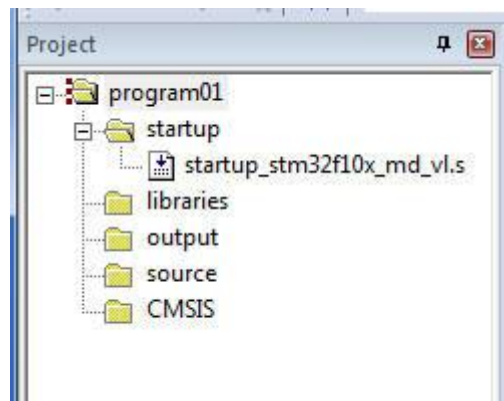 Project
program01
startup
startup_stm32f10x_md_vl.s
libraries
output
source
CMSIS